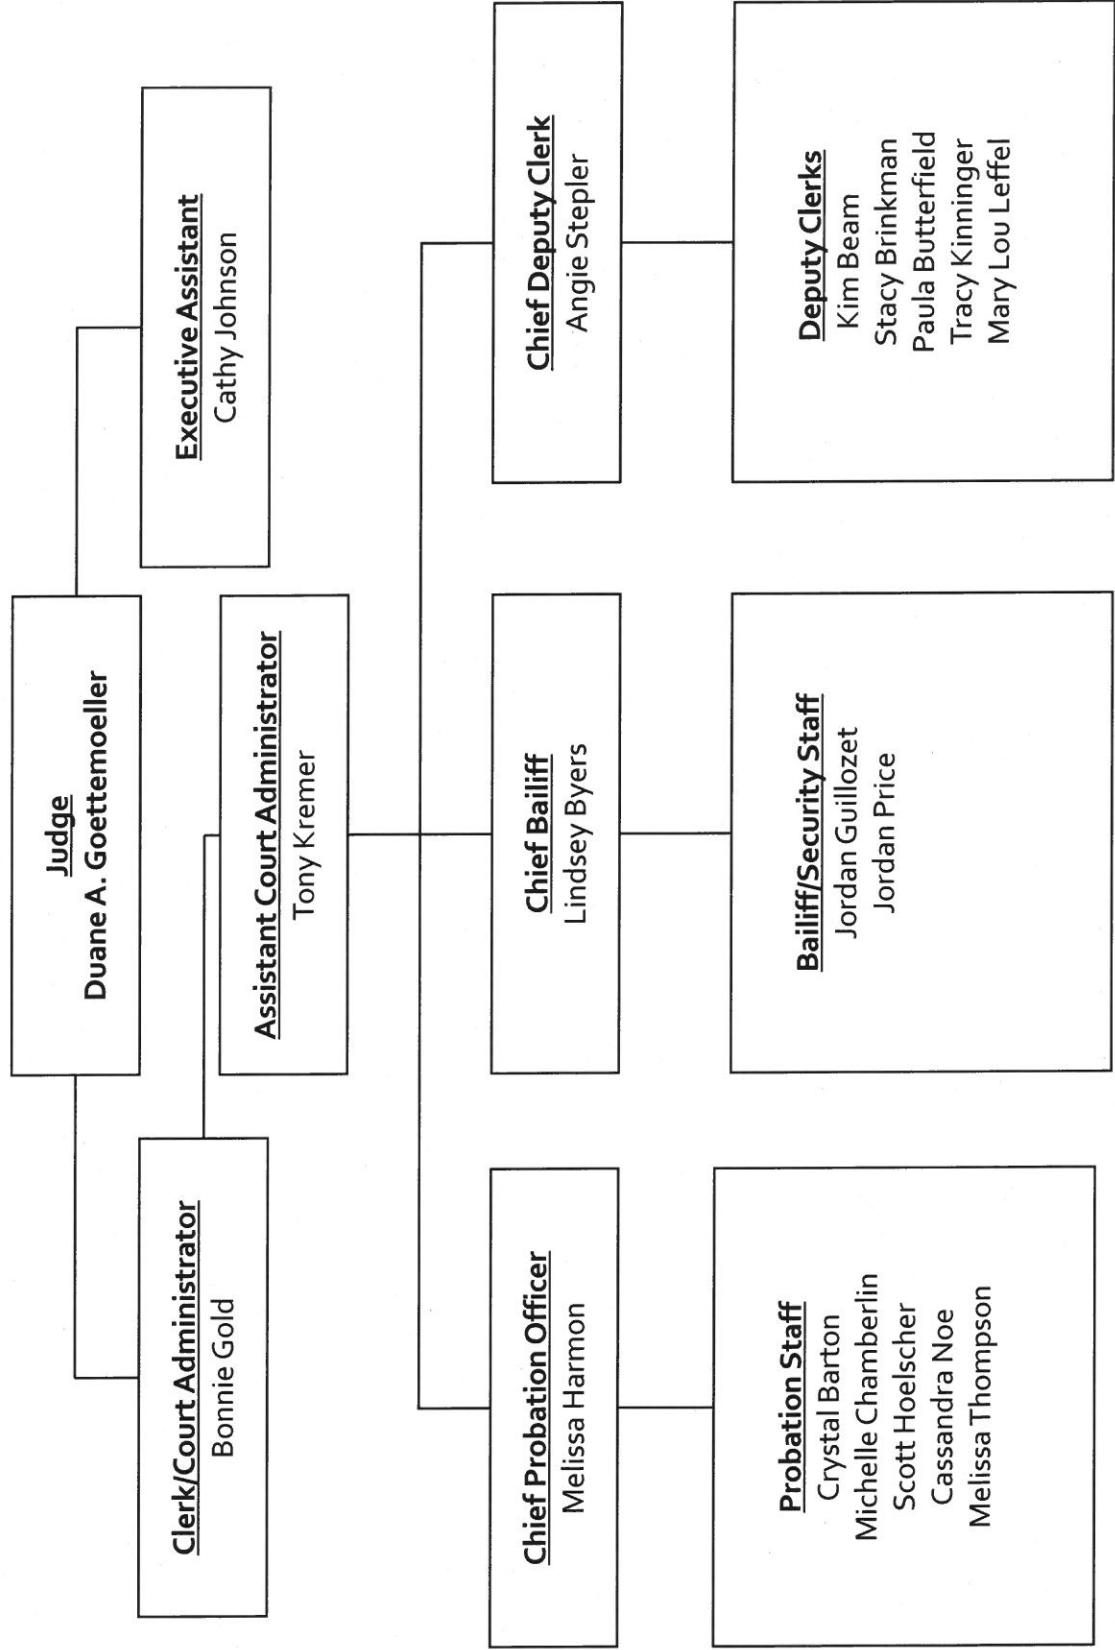 Judge
Duane A. Goettemoeller
Clerk/Court Administrator
Bonnie Gold
Executive Assistant
Cathy Johnson
Assistant Court Administrator
Tony Kremer
Chief Probation Officer
Melissa Harmon
Chief Bailiff
Lindsey Byers
Chief Deputy Clerk
Angie Stepler
Probation Staff
Crystal Barton
Michelle Chamberlin
Scott Hoelscher
Cassandra Noe
Melissa Thompson
Bailiff/Security Staff
Jordan Guillozet
Jordan Price
Deputy Clerks
Kim Beam
Stacy Brinkman
Paula Butterfield
Tracy Kinninger
Mary Lou Leffel